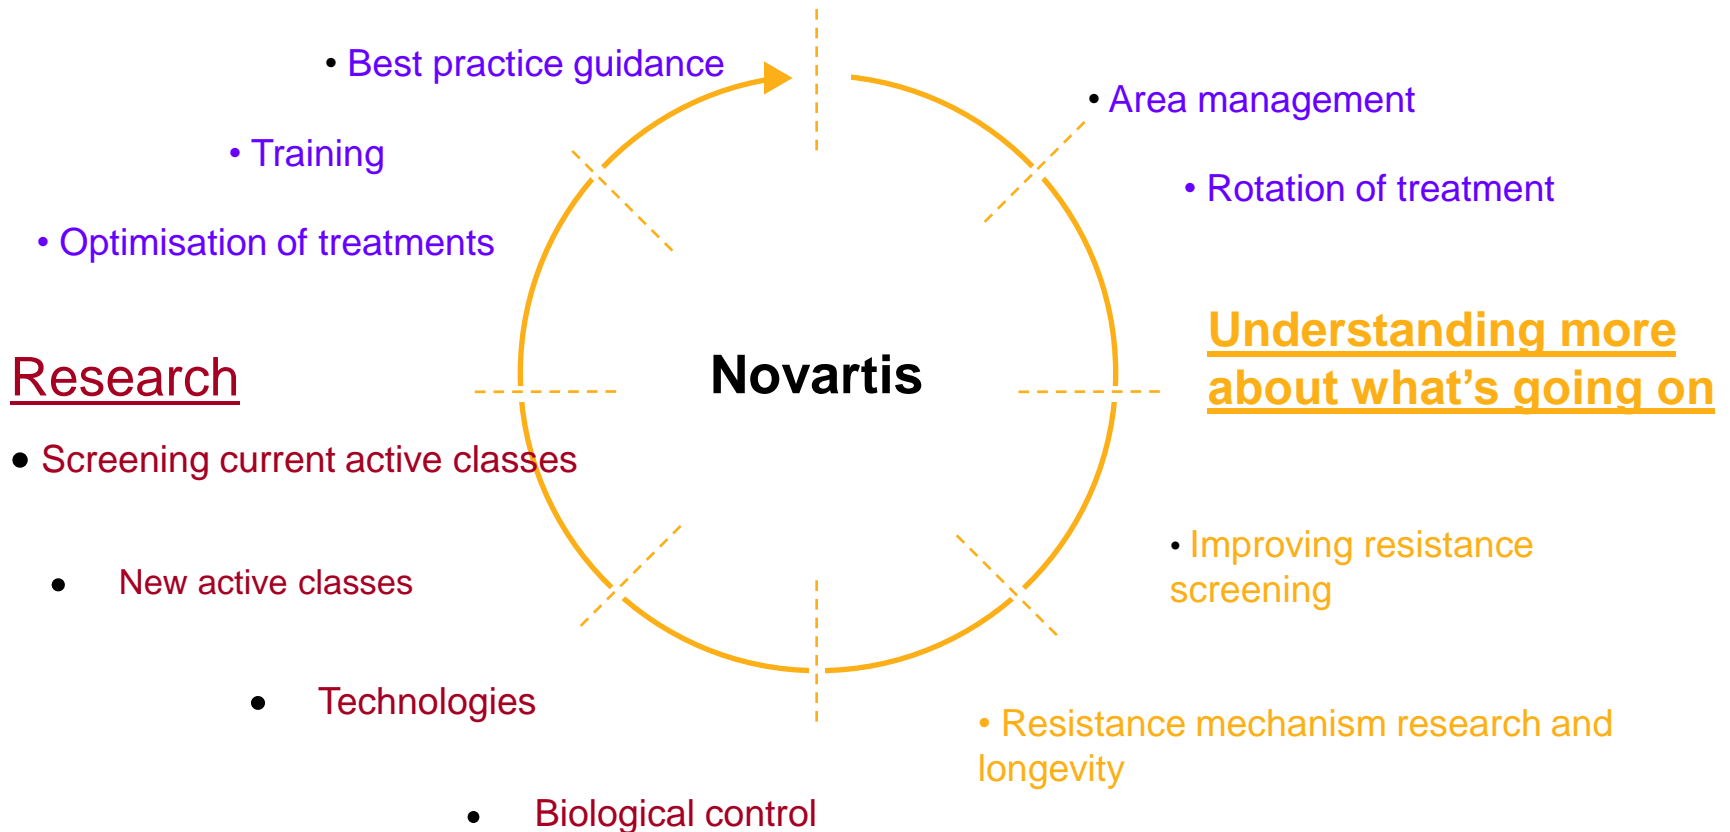 • Best practice guidance
• Area management
• Training
• Rotation of treatment
• Optimisation of treatments
Understanding more
about what's going on
Research
Novartis
• Screening current active classes
• Improving resistance
screening
• New active classes
• Technologies
• Resistance mechanism research and
longevity
• Biological control